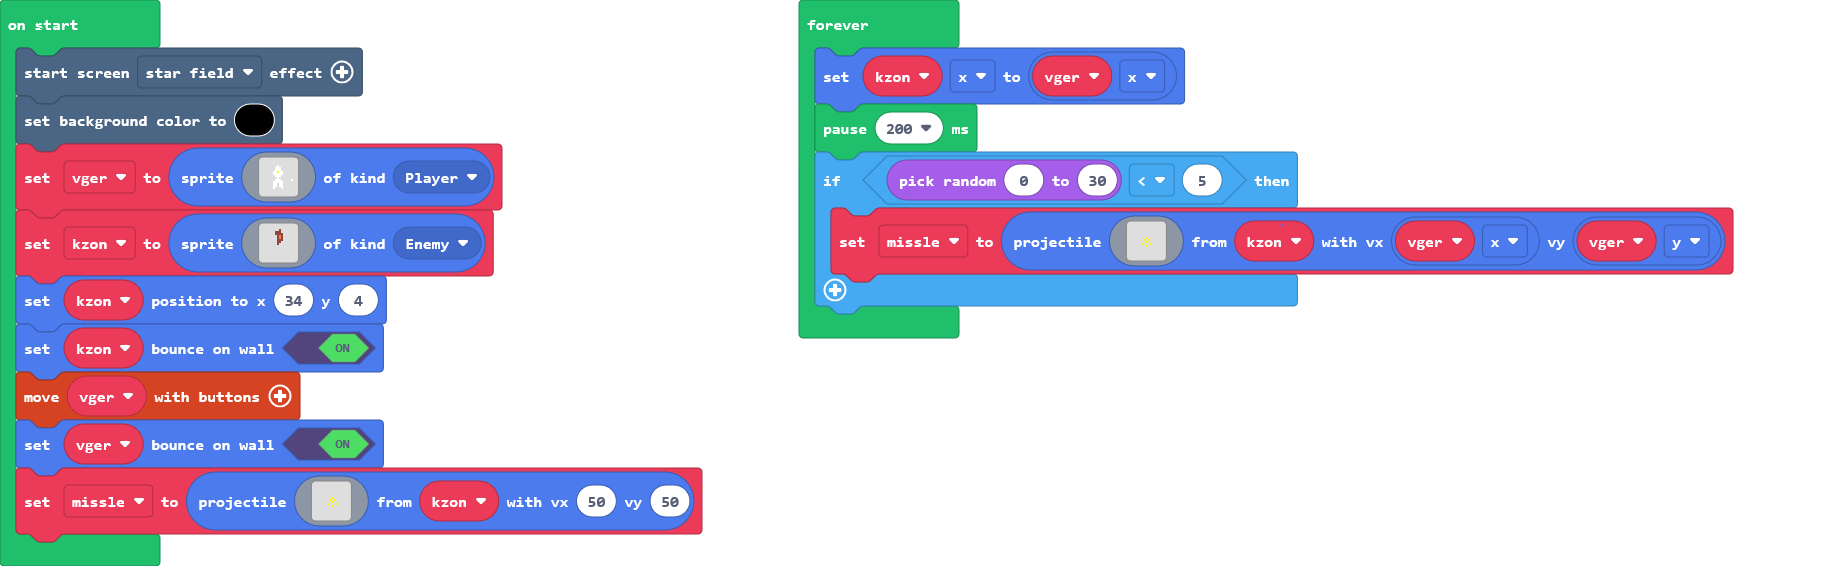 on start
start screen star field effect
set background color to
set vger to sprite of kind Player
set kzon to sprite of kind Enemy
set kzon position to x 34 y 4
set kzon bounce on wall ON
move vger with buttons
set vger bounce on wall ON
set missle to projectile from kzon with vx 50 vy 50
forever
set kzon x to vger x
pause 200 ms
if pick random 0 to 30 < 5 then
set missle to projectile from kzon with vx vger x vy vger y